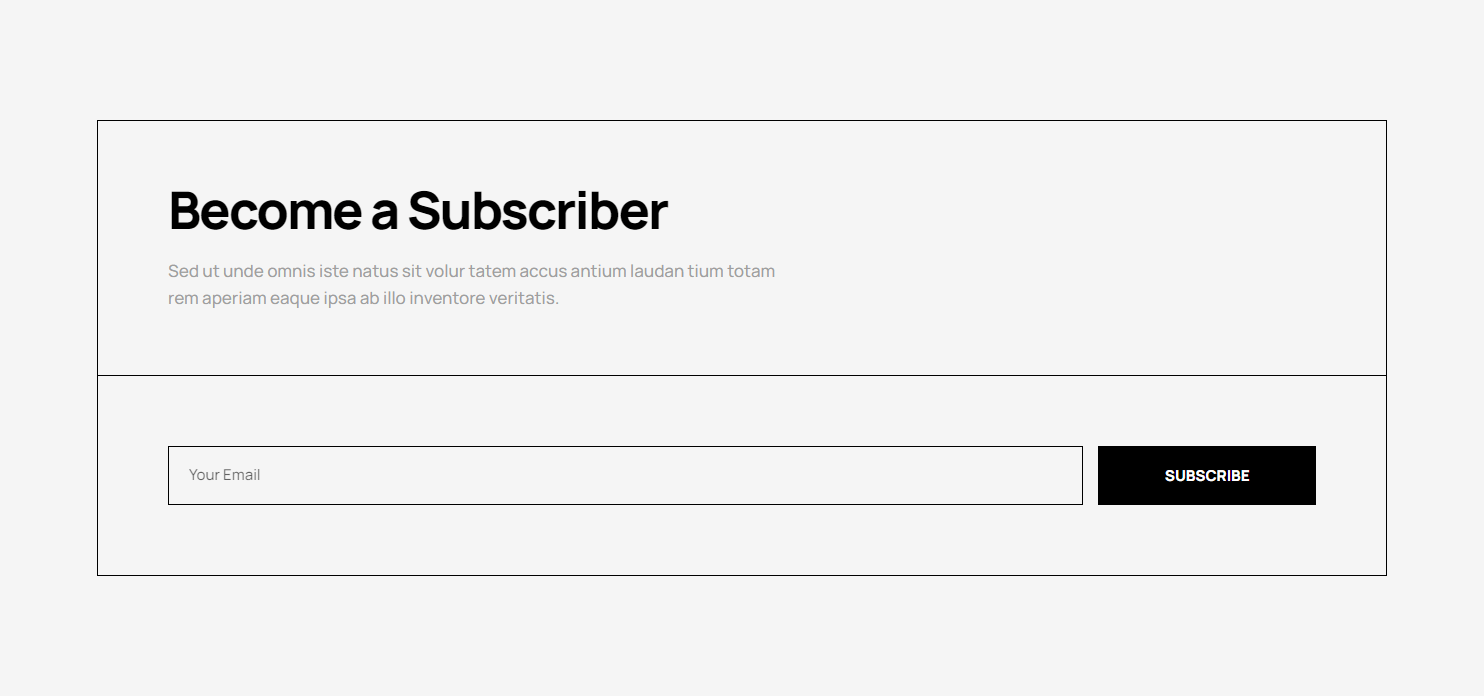 Become a Subscriber
Sed ut unde omnis iste natus sit volur tatem accus antium laudan tium totam
rem aperiam eaque ipsa ab illo inventore veritatis.
Your Email
SUBSCRIBE